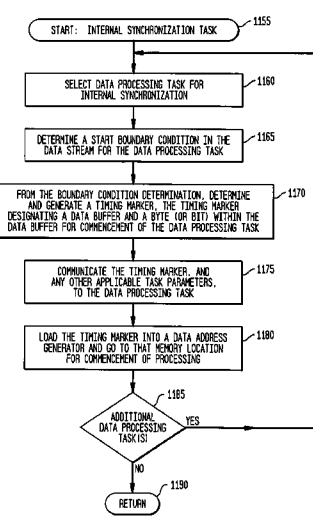 START: INTERNAL SYNCHRONIZATION TASK
1155
SELECT DATA PROCESSING TASK FOR
INTERNAL SYNCHRONIZATION
1160
DETERMINE A START BOUNDARY CONDITION IN THE
DATA STREAM FOR THE DATA PROCESSING TASK
1165
FROM THE BOUNDARY CONDITION DETERMINATION, DETERMINE
AND GENERATE A TIMING MARKER, THE TIMING MARKER
DESIGNATING A DATA BUFFER AND A BYTE (OR BIT) WITHIN THE
DATA BUFFER FOR COMMENCEMENT OF THE DATA PROCESSING TASK
1170
COMMUNICATE THE TIMING MARKER, AND
ANY OTHER APPLICABLE TASK PARAMETERS,
TO THE DATA PROCESSING TASK
1175
LOAD THE TIMING MARKER INTO A DATA ADDRESS
GENERATOR AND GO TO THAT MEMORY LOCATION
FOR COMMENCEMENT OF PROCESSING
1180
1185
ADDITIONAL
DATA PROCESSING
TASK(S)
YES
NO
RETURN
1190